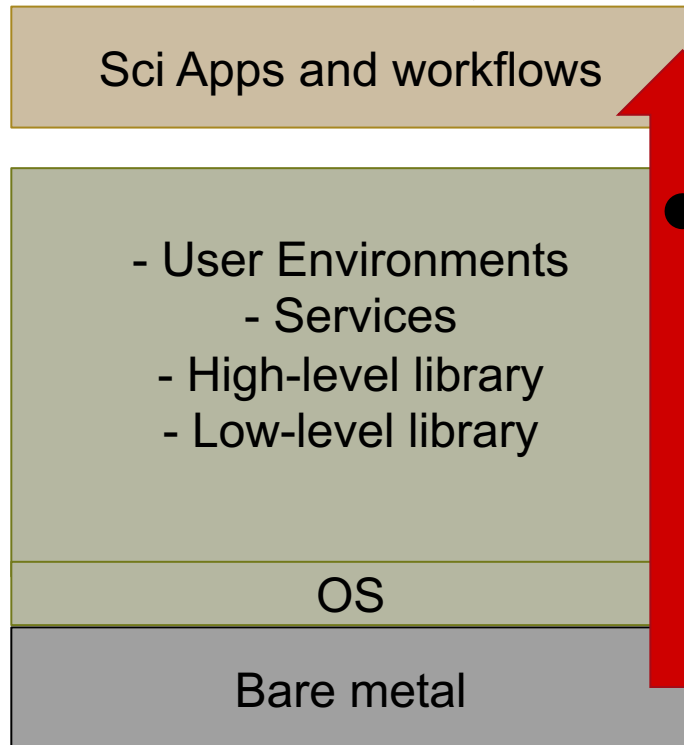 Sci Apps and workflows
- User Environments
- Services
- High-level library
- Low-level library
OS
Bare metal